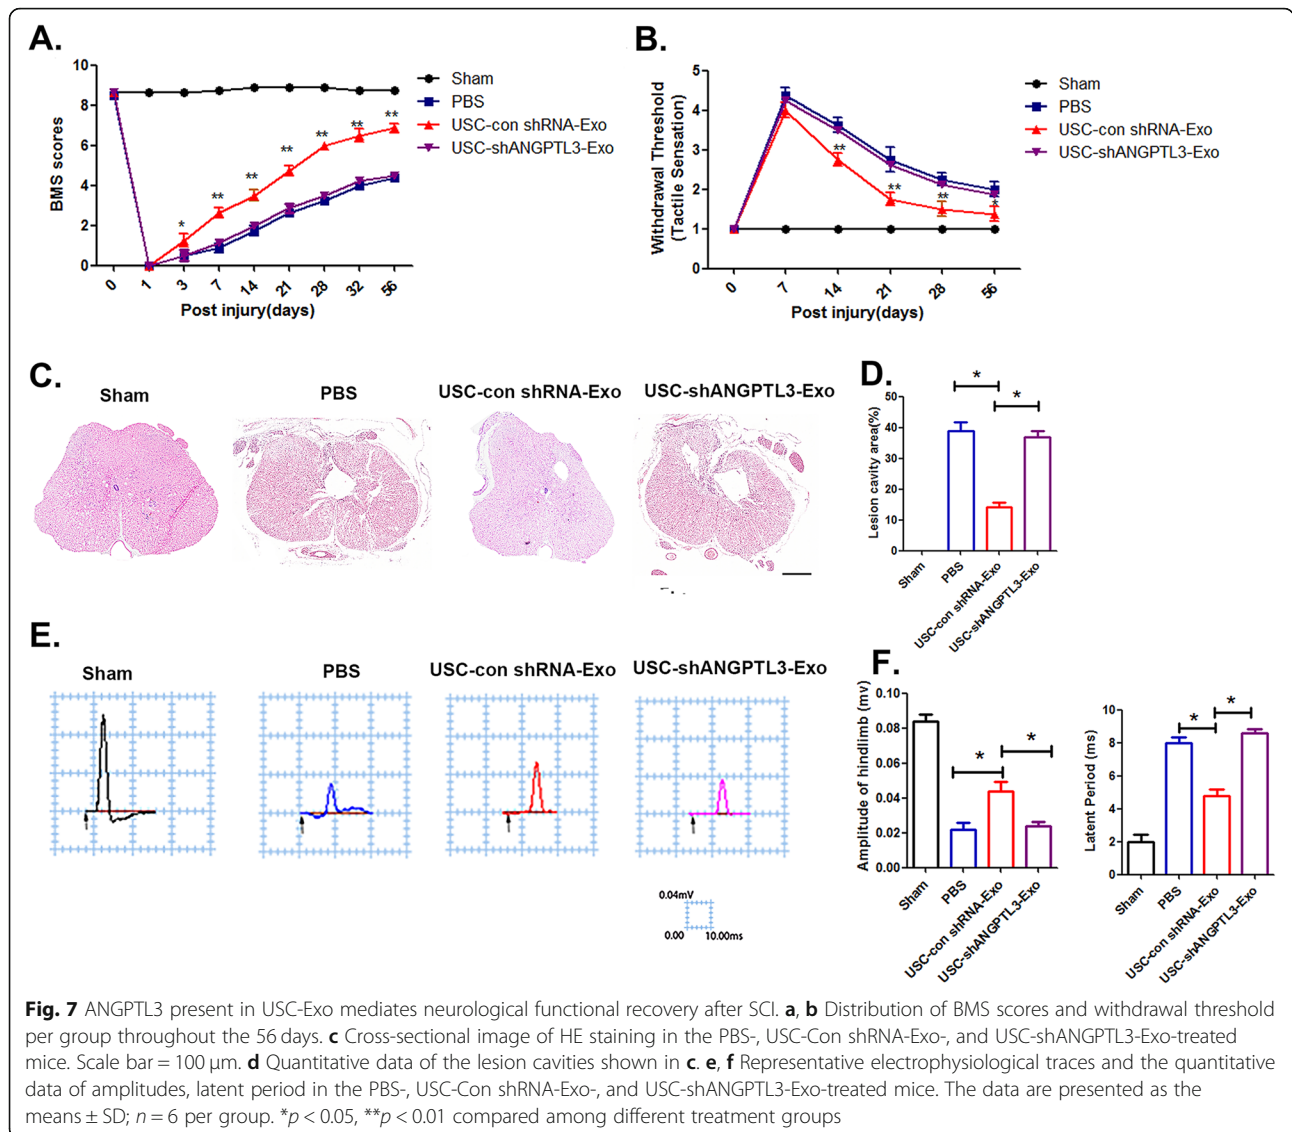 A.
10
8
6
4
2
0
BMS scores
*
**
**
**
**
**
**
0
1
3
7
14
21
28
32
56
Post injury(days)
Sham
PBS
USC-con shRNA-Exo
USC-shANGPTL3-Exo
B.
5
4
3
2
1
0
Withdrawal Threshold
(Tactile Sensation)
**
**
**
*
0
7
14
21
28
56
Post injury(days)
Sham
PBS
USC-con shRNA-Exo
USC-shANGPTL3-Exo
C.
Sham
PBS
USC-con shRNA-Exo
USC-shANGPTL3-Exo
D.
50
40
30
20
10
0
Lesion cavity area(%)
*
*
Sham
PBS
USC-con shRNA-Exo
USC-shANGPTL3-Exo
E.
Sham
PBS
USC-con shRNA-Exo
USC-shANGPTL3-Exo
0.04mV
0.00
10.00ms
F.
0.10
0.08
0.06
0.04
0.02
0.00
Amplitude of hindlimb (mv)
*
*
Sham
PBS
USC-con shRNA-Exo
USC-shANGPTL3-Exo
10
8
6
4
2
0
Latent Period (ms)
*
*
Sham
PBS
USC-con shRNA-Exo
USC-shANGPTL3-Exo
Fig. 7 ANGPTL3 present in USC-Exo mediates neurological functional recovery after SCI. a, b Distribution of BMS scores and withdrawal threshold
per group throughout the 56 days. c Cross-sectional image of HE staining in the PBS-, USC-Con shRNA-Exo-, and USC-shANGPTL3-Exo-treated
mice. Scale bar = 100 μm. d Quantitative data of the lesion cavities shown in c. e, f Representative electrophysiological traces and the quantitative
data of amplitudes, latent period in the PBS-, USC-Con shRNA-Exo-, and USC-shANGPTL3-Exo-treated mice. The data are presented as the
means ± SD; n = 6 per group. *p < 0.05, **p < 0.01 compared among different treatment groups